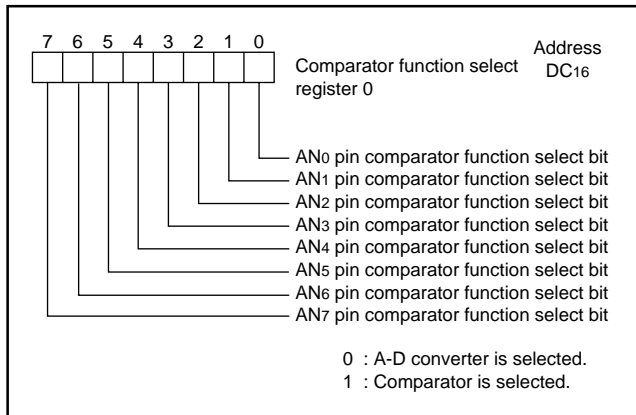 7 6 5 4 3 2 1 0
Comparator function select register 0
Address
DC16
AN0 pin comparator function select bit
AN1 pin comparator function select bit
AN2 pin comparator function select bit
AN3 pin comparator function select bit
AN4 pin comparator function select bit
AN5 pin comparator function select bit
AN6 pin comparator function select bit
AN7 pin comparator function select bit
0 : A-D converter is selected.
1 : Comparator is selected.